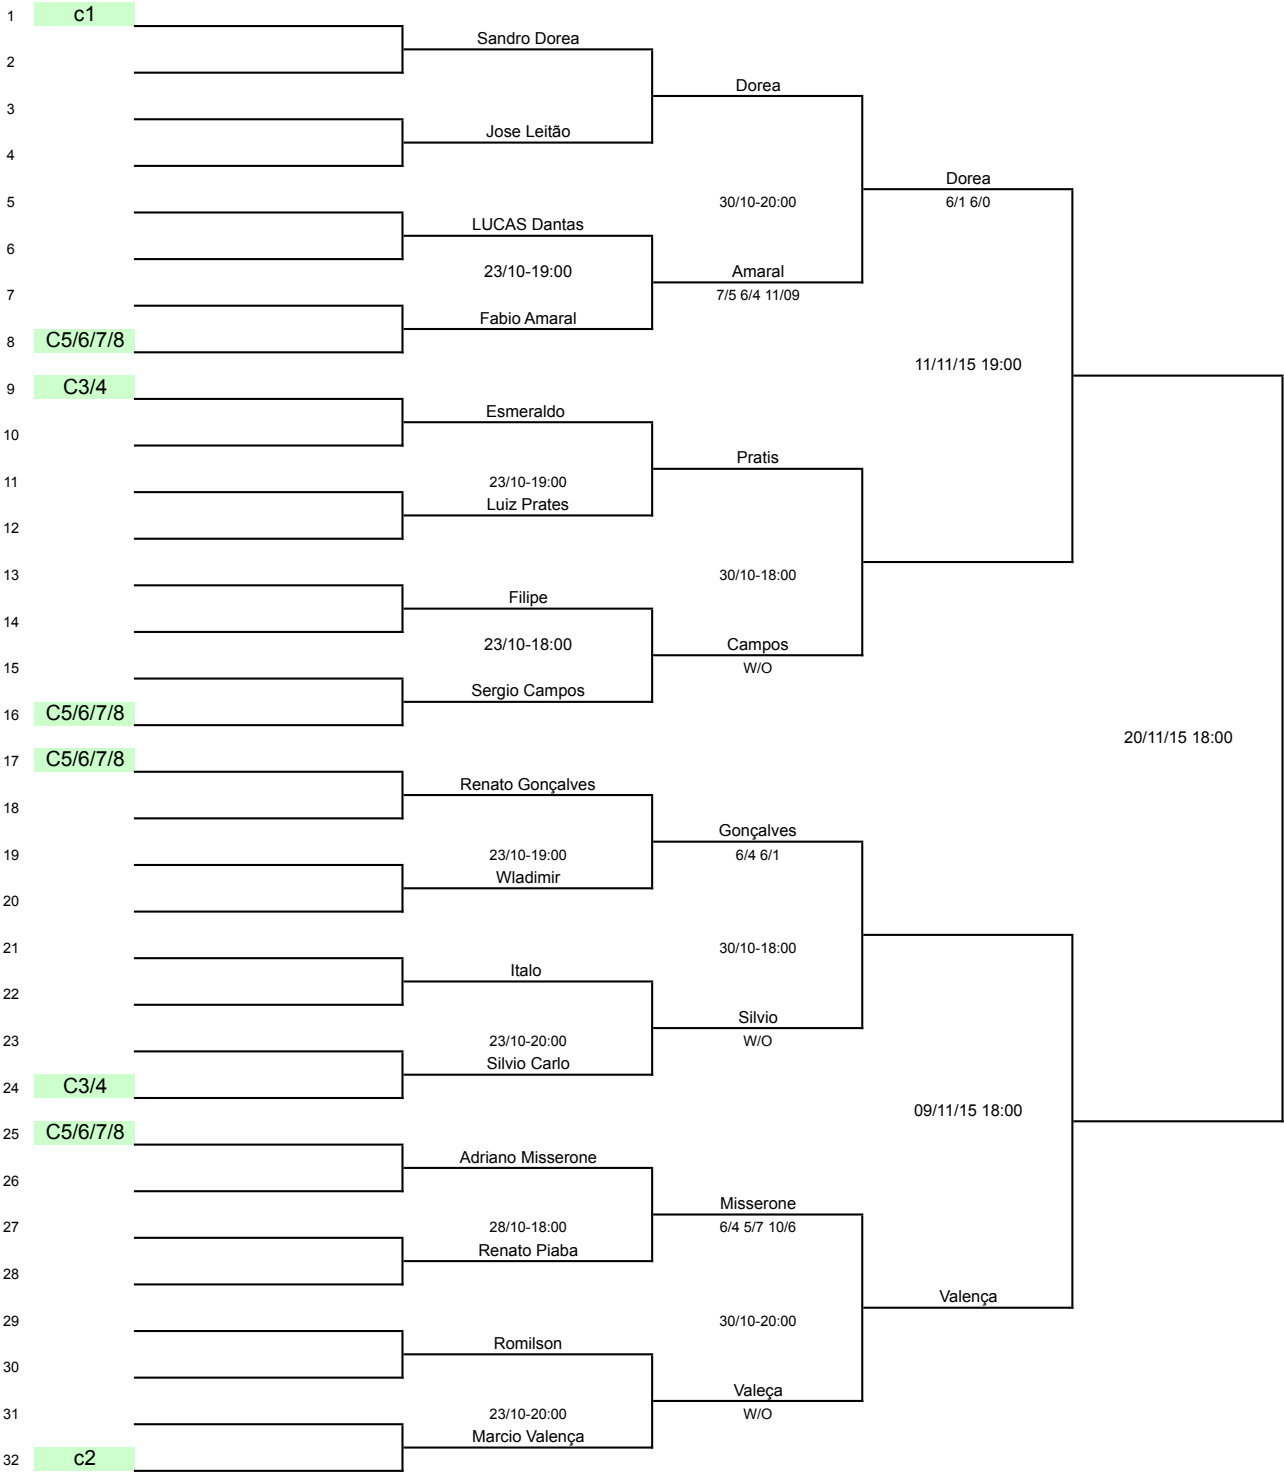 1 c1
Sandro Dorea
2
Dorea
3
Jose Leitão
4
Dorea
5 30/10-20:00 6/1 6/0
LUCAS Dantas
6
23/10-19:00 Amaral
7 7/5 6/4 11/09
Fabio Amaral
8 C5/6/7/8
11/11/15 19:00
9 C3/4
Esmeraldo
10
Pratis
11 23/10-19:00
Luiz Prates
12
13 30/10-18:00
Filipe
14
23/10-18:00 Campos
15 W/O
Sergio Campos
16 C5/6/7/8
20/11/15 18:00
17 C5/6/7/8
Renato Gonçalves
18
Gonçalves
19 23/10-19:00 6/4 6/1
Wladimir
20
21 30/10-18:00
Italo
22
Silvio
23 23/10-20:00 W/O
Silvio Carlo
24 C3/4
09/11/15 18:00
25 C5/6/7/8
Adriano Misserone
26
Misserone
27 28/10-18:00 6/4 5/7 10/6
Renato Piaba
28
Valença
29 30/10-20:00
Romilson
30
Valeça
31 23/10-20:00 W/O
Marcio Valença
32 c2